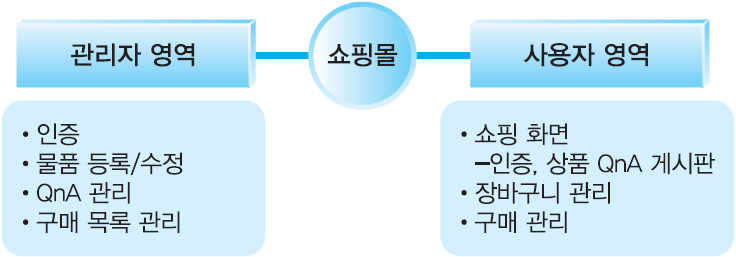 관리자 영역
쇼핑몰
사용자 영역
• 인증
• 물품 등록/수정
• QnA 관리
• 구매 목록 관리
• 쇼핑 화면
–인증, 상품 QnA 게시판
• 장바구니 관리
• 구매 관리